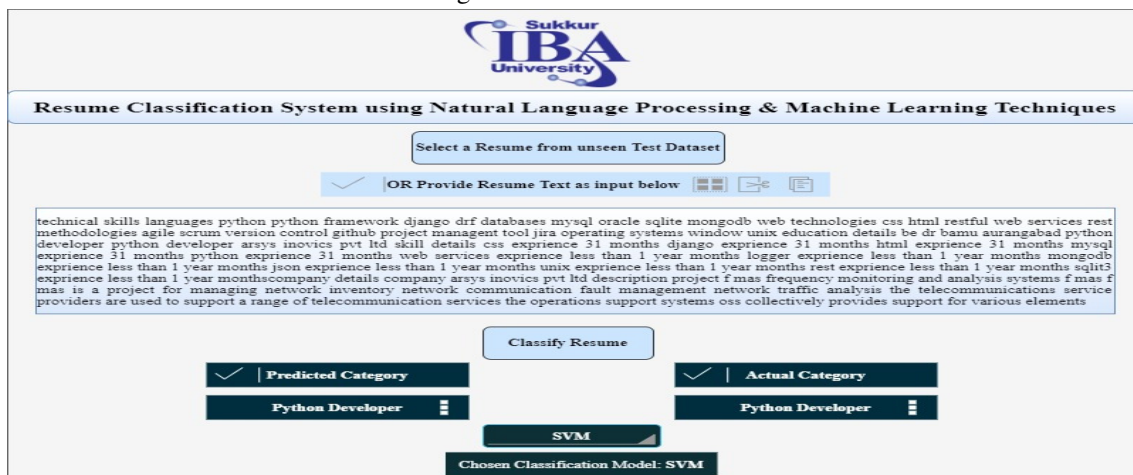 Sukkur
IBA
University
Resume Classification System using Natural Language Processing & Machine Learning Techniques
Select a Resume from unseen Test Dataset
OR Provide Resume Text as input below
technical skills languages python python framework django drf databases mysql oracle sqlite mongodb web technologies css html restful web services rest
methodologies agile scrum version control github project managent tool jira operating systems window unix education details be dr bamu aurangabad python
developer python developer arsys inovics pvt ltd skill details css exprience 31 months django exprience 31 months html exprience 31 months mysql
exprience 31 months python exprience 31 months web services exprience less than 1 year months logger exprience less than 1 year months mongodb
exprience less than 1 year months json exprience less than 1 year months unix exprience less than 1 year months rest exprience less than 1 year months sqlit3
exprience less than 1 year monthscompany details company arsys inovics pvt ltd description project f mas frequency monitoring and analysis systems f mas f
mas is a project for managing network inventory network communication fault management network traffic analysis the telecommunications service
providers are used to support a range of telecommunication services the operations support systems oss collectively provides support for various elements
Classify Resume
Predicted Category
Actual Category
Python Developer
Python Developer
SVM
Chosen Classification Model: SVM